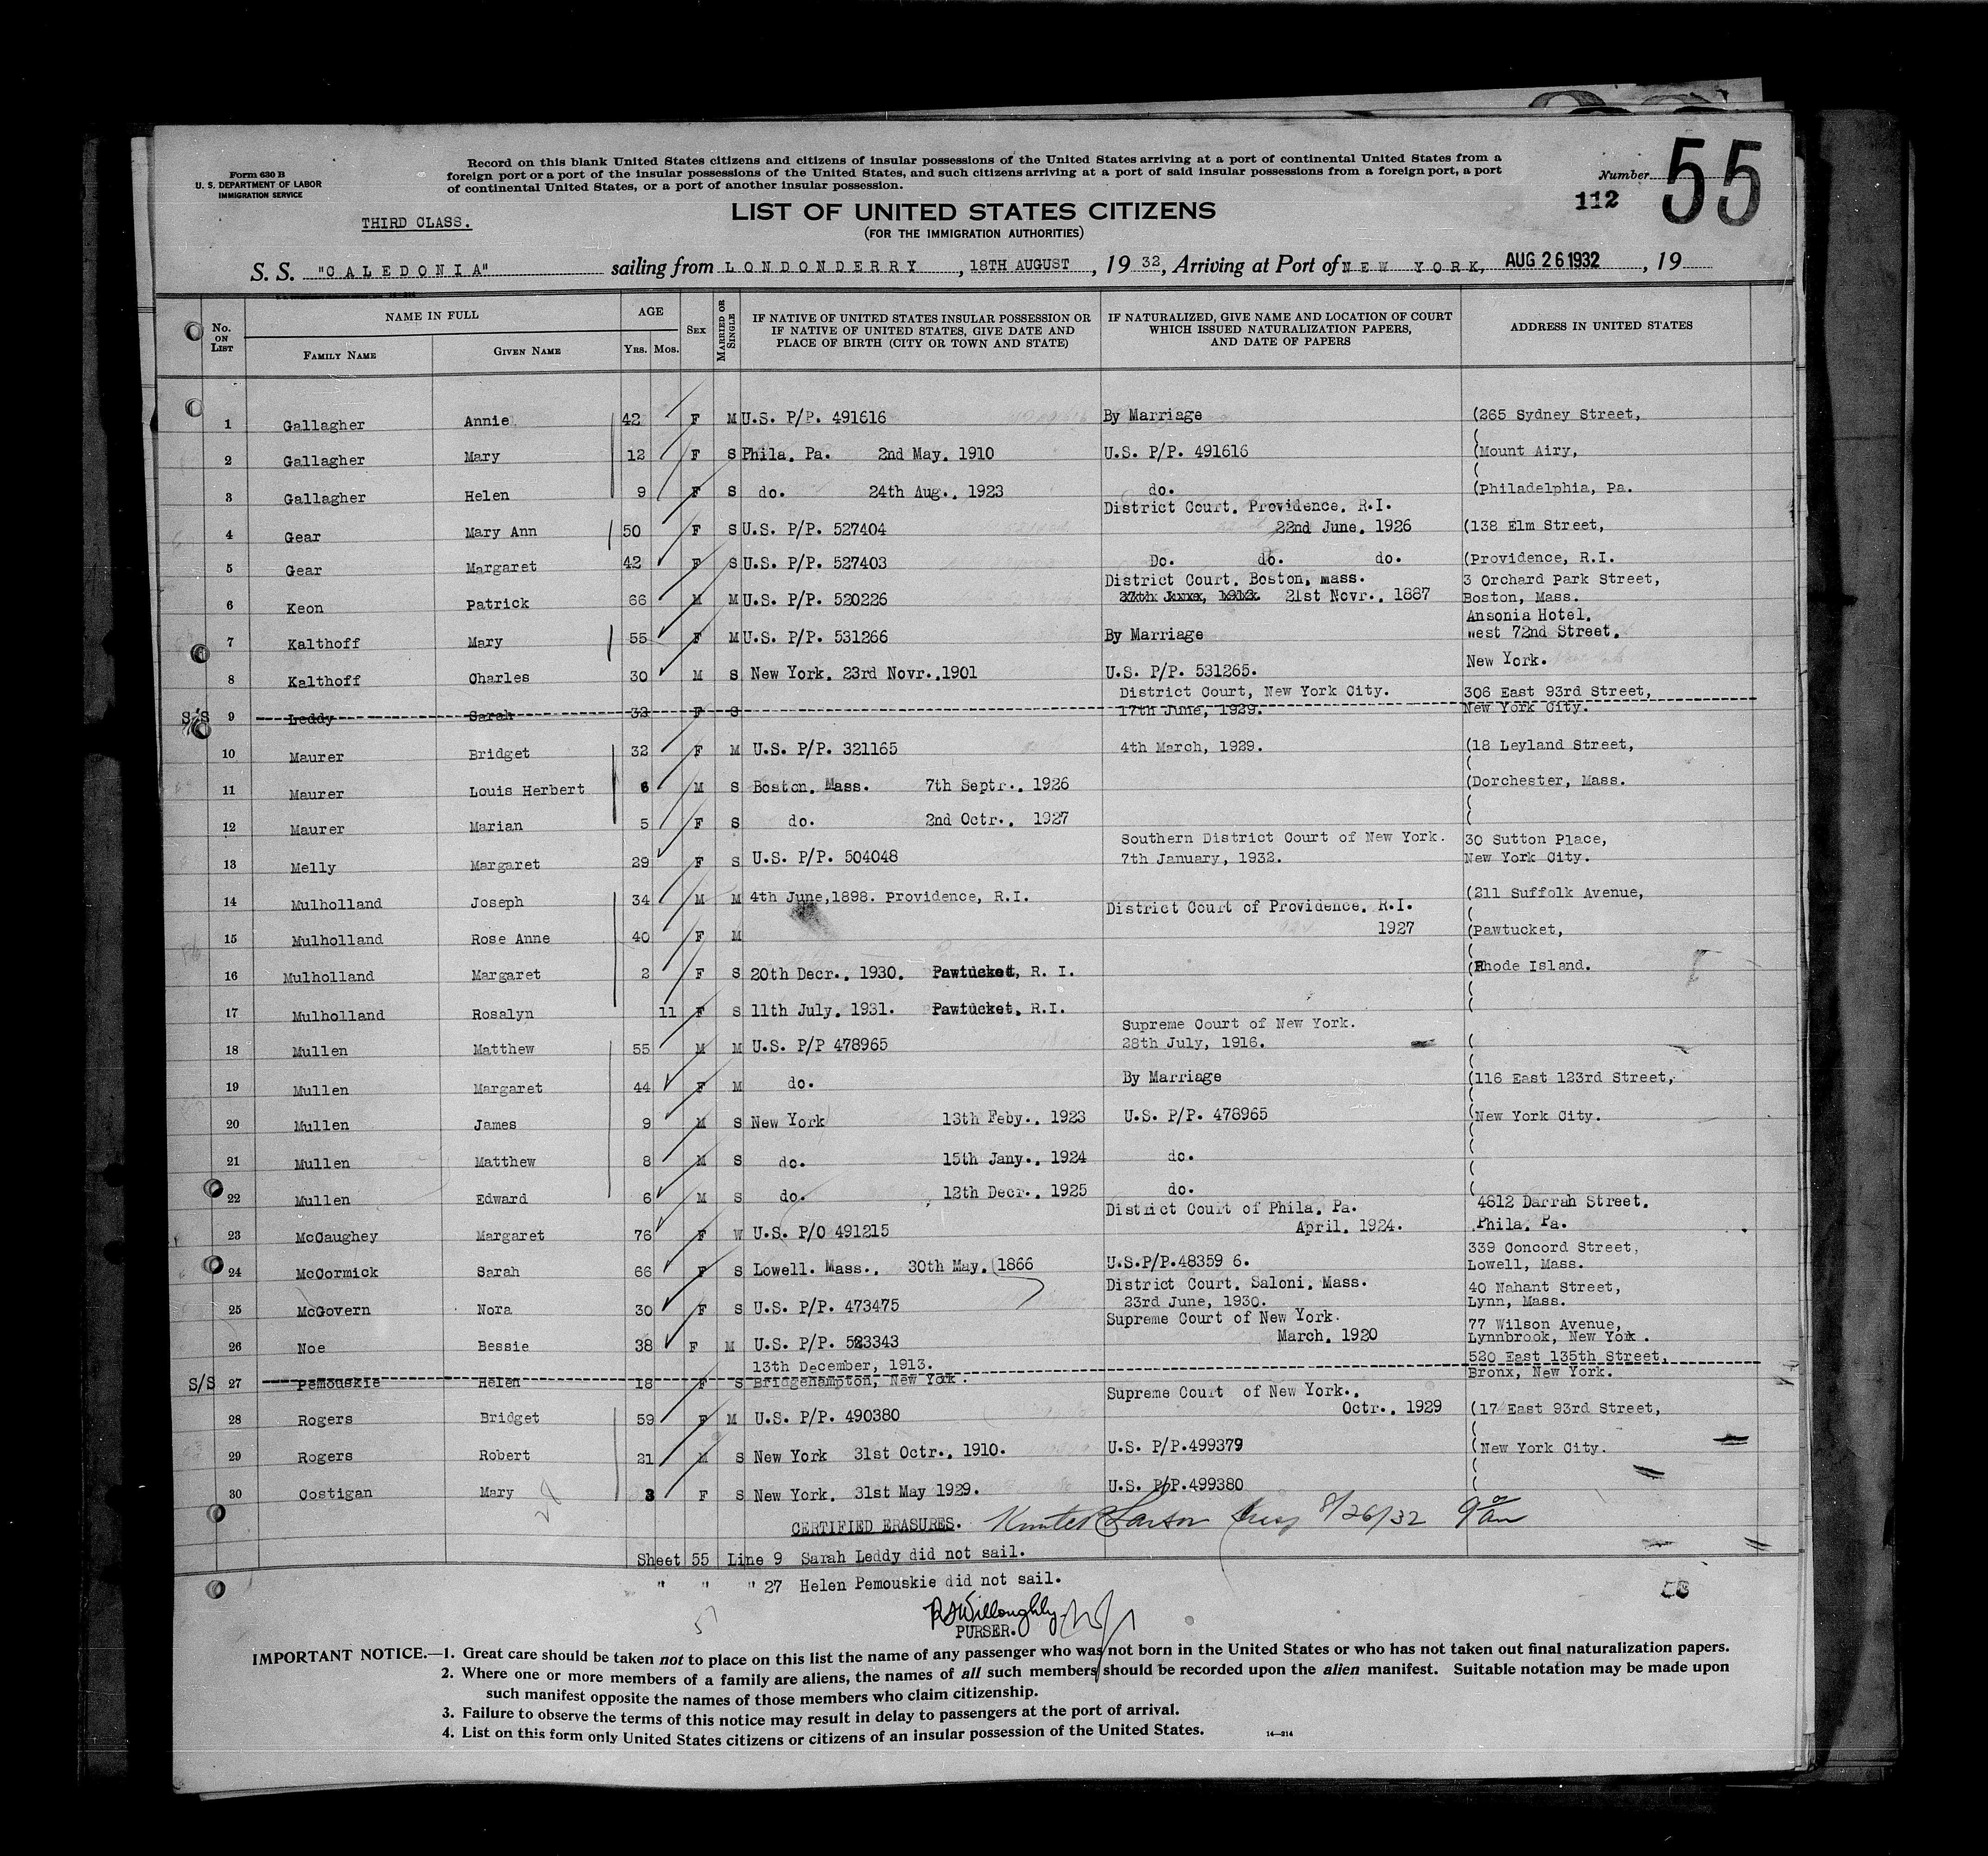 Form 630 B
U. S. DEPARTMENT OF LABOR
IMMIGRATION SERVICE
Record on this blank United States citizens and citizens of insular possessions of the United States arriving at a port of continental United States from a
foreign port or a port of the insular possessions of the United States, and such citizens arriving at a port of said insular possessions from a foreign port, a port
of continental United States, or a port of another insular possession.
Number 55
112
THIRD CLASS.
LIST OF UNITED STATES CITIZENS
(FOR THE IMMIGRATION AUTHORITIES)
S. S. "CALEDONIA" sailing from LONDONDERRY, 18TH AUGUST, 1932, Arriving at Port of NEW YORK, AUG 26 1932, 19
No. ON LIST
NAME IN FULL
FAMILY NAME
GIVEN NAME
AGE
YRS. MOS.
SEX
MARRIED OR SINGLE
IF NATIVE OF UNITED STATES INSULAR POSSESSION OR
IF NATIVE OF UNITED STATES, GIVE DATE AND
PLACE OF BIRTH (CITY OR TOWN AND STATE)
IF NATURALIZED, GIVE NAME AND LOCATION OF COURT
WHICH ISSUED NATURALIZATION PAPERS,
AND DATE OF PAPERS
ADDRESS IN UNITED STATES
1 Gallagher Annie 42 F M U.S. P/P. 491616 By Marriage (265 Sydney Street,
2 Gallagher Mary 12 F S Phila. Pa. 2nd May. 1910 U.S. P/P. 491616 (Mount Airy,
3 Gallagher Helen 9 F S do. 24th Aug., 1923 do. (Philadelphia, Pa.
District Court. Providence, R.I.
4 Gear Mary Ann 50 F S U.S. P/P. 527404 22nd June. 1926 (138 Elm Street,
5 Gear Margaret 42 F S U.S. P/P. 527403 Do. do. do. (Providence, R.I.
District Court. Boston, mass. 3 Orchard Park Street,
6 Keon Patrick 66 M M U.S. P/P. 520226 21st Novr., 1887 Boston, Mass.
Ansonia Hotel.
7 Kalthoff Mary 55 F M U.S. P/P. 531266 By Marriage West 72nd Street.
8 Kalthoff Charles 30 M S New York. 23rd Novr.,1901 U.S. P/P. 531265. New York.
District Court, New York City. 306 East 93rd Street,
S/S 9 Leddy Sarah 32 F S 17th June, 1929. New York City.
10 Maurer Bridget 32 F M U.S. P/P. 321165 4th March, 1929. (18 Leyland Street,
11 Maurer Louis Herbert 6 M S Boston. Mass. 7th Septr., 1926 (Dorchester, Mass.
12 Maurer Marian 5 F S do. 2nd Octr., 1927
Southern District Court of New York. 30 Sutton Place,
13 Melly Margaret 29 F S U.S. P/P. 504048 7th January, 1932. New York City.
14 Mulholland Joseph 34 M M 4th June,1898. Providence, R.I. District Court of Providence. R.I. (211 Suffolk Avenue,
15 Mulholland Rose Anne 40 F M 1927 (Pawtucket,
16 Mulholland Margaret 2 F S 20th Decr., 1930. Pawtucket, R. I. (Rhode Island.
17 Mulholland Rosalyn 11 F S 11th July. 1931. Pawtucket, R.I.
Supreme Court of New York.
18 Mullen Matthew 55 M M U.S. P/P 478965 28th July, 1916.
19 Mullen Margaret 44 F M do. By Marriage (116 East 123rd Street,
20 Mullen James 9 M S New York 13th Feby., 1923 U.S. P/P. 478965 (New York City.
21 Mullen Matthew 8 M S do. 15th Jany., 1924 do.
22 Mullen Edward 6 M S do. 12th Decr., 1925 do.
District Court of Phila. Pa. 4812 Darrah Street.
23 McCaughey Margaret 76 F W U.S. P/O 491215 April. 1924. Phila. Pa.
339 Concord Street,
24 McCormick Sarah 66 F S Lowell. Mass., 30th May. 1866 U.S.P/P.48359 6. Lowell, Mass.
District Court. Saloni. Mass. 40 Nahant Street,
25 McGovern Nora 30 F S U.S. P/P. 473475 23rd June, 1930. Lynn, Mass.
Supreme Court of New York. 77 Wilson Avenue,
26 Noe Bessie 38 F M U.S. P/P. 523343 March. 1920 Lynnbrook, New York.
13th December, 1913. 520 East 135th Street,
S/S 27 Pemouskie Helen 18 F S Bridgehampton, New York. Bronx, New York.
Supreme Court of New York.,
28 Rogers Bridget 59 F M U.S. P/P. 490380 Octr., 1929 (17 East 93rd Street,
29 Rogers Robert 21 M S New York 31st Octr., 1910. U.S. P/P.499379 (New York City.
30 Costigan Mary 3 F S New York. 31st May 1929. U.S. P/P.499380
CERTIFIED ERASURES. 8/26/32 9 am
Sheet 55 Line 9 Sarah Leddy did not sail.
" " " 27 Helen Pemouskie did not sail.
R Willoughby
PURSER.
IMPORTANT NOTICE.—1. Great care should be taken not to place on this list the name of any passenger who was not born in the United States or who has not taken out final naturalization papers.
2. Where one or more members of a family are aliens, the names of all such members should be recorded upon the alien manifest. Suitable notation may be made upon
such manifest opposite the names of those members who claim citizenship.
3. Failure to observe the terms of this notice may result in delay to passengers at the port of arrival.
4. List on this form only United States citizens or citizens of an insular possession of the United States.
14—314